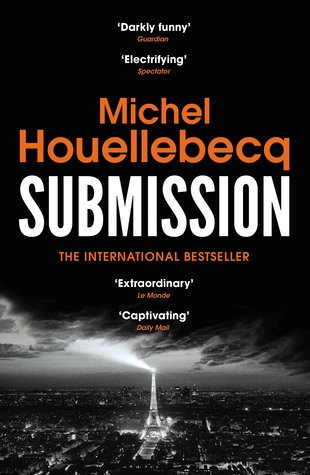 ‘Darkly funny’
Guardian
‘Electrifying’
Spectator
Michel
Houellebecq
SUBMISSION
THE INTERNATIONAL BESTSELLER
‘Extraordinary’
Le Monde
‘Captivating’
Daily Mail